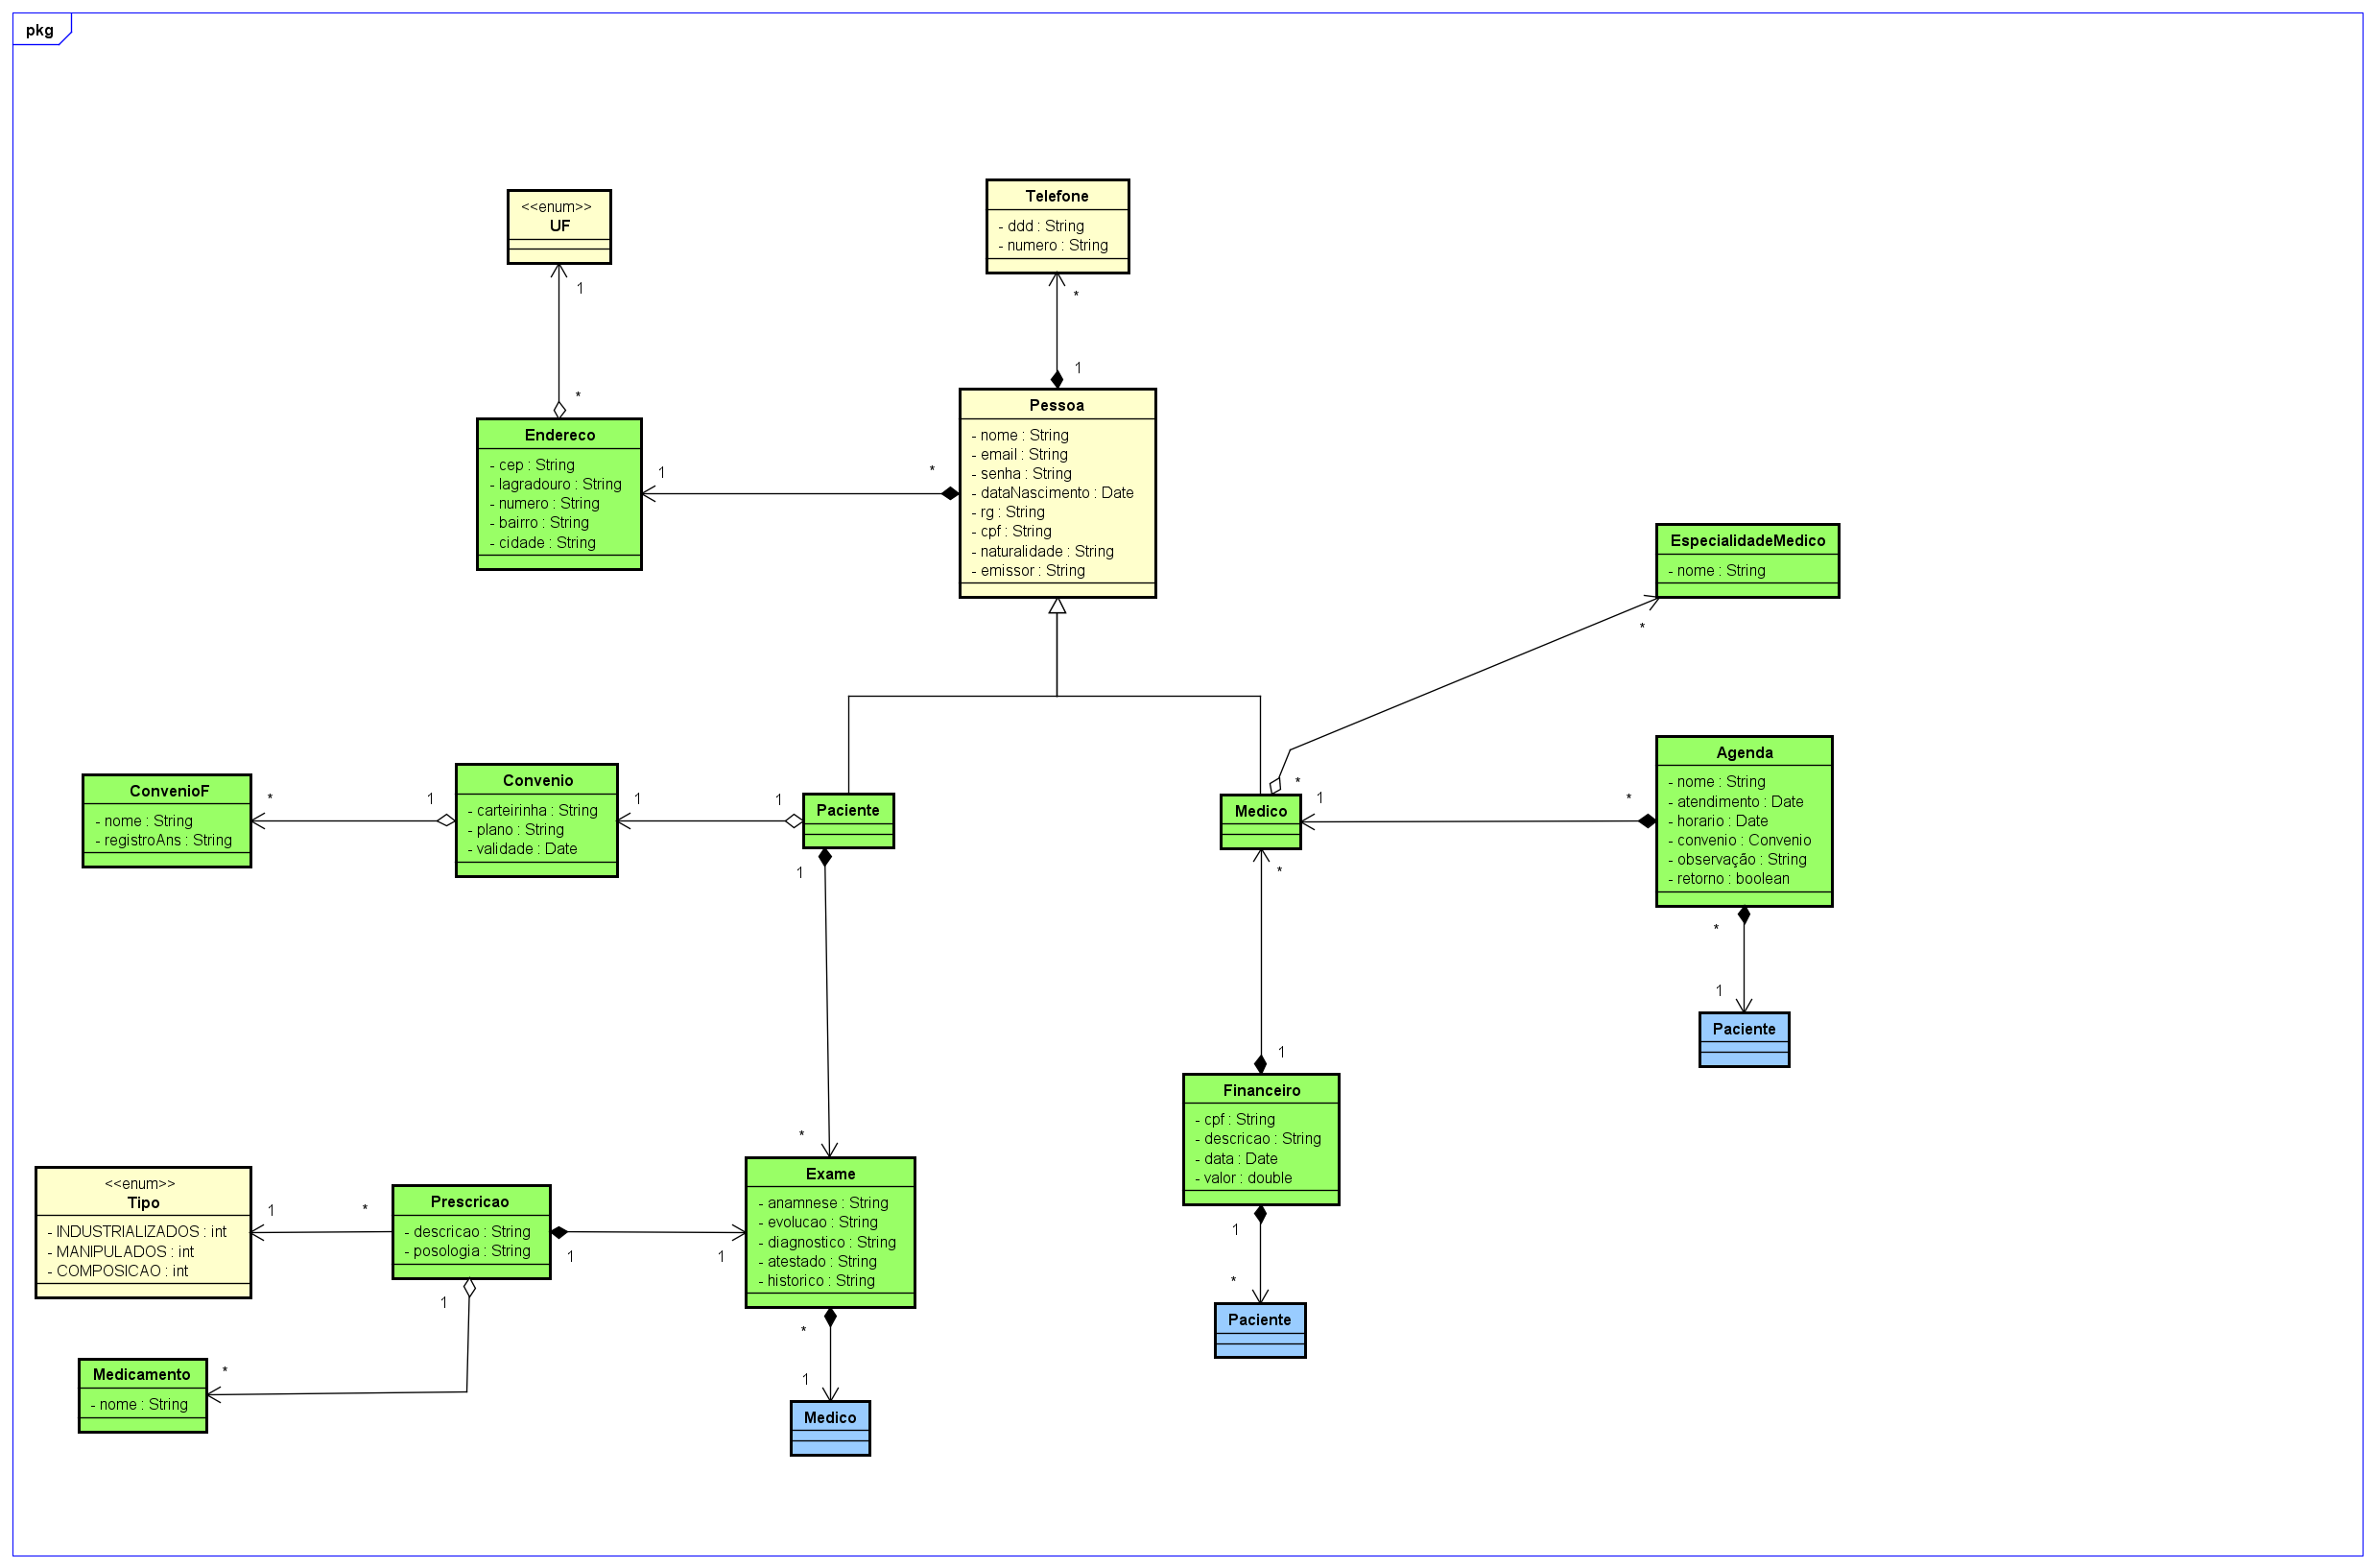 pkg
<<enum>>
UF
1
*
Telefone
- ddd : String
- numero : String
*
1
Endereco
- cep : String
- lagradouro : String
- numero : String
- bairro : String
- cidade : String
1
*
Pessoa
- nome : String
- email : String
- senha : String
- dataNascimento : Date
- rg : String
- cpf : String
- naturalidade : String
- emissor : String
EspecialidadeMedico
- nome : String
*
*
ConvenioF
- nome : String
- registroAns : String
*
1
Convenio
- carteirinha : String
- plano : String
- validade : Date
1
1
Paciente
1
*
Medico
1
*
*
Agenda
- nome : String
- atendimento : Date
- horario : Date
- convenio : Convenio
- observação : String
- retorno : boolean
*
1
Paciente
1
Financeiro
- cpf : String
- descricao : String
- data : Date
- valor : double
1
*
Paciente
<<enum>>
Tipo
- INDUSTRIALIZADOS : int
- MANIPULADOS : int
- COMPOSICAO : int
1
*
Prescricao
- descricao : String
- posologia : String
1
1
Exame
- anamnese : String
- evolucao : String
- diagnostico : String
- atestado : String
- historico : String
1
*
Medicamento
- nome : String
*
1
Medico